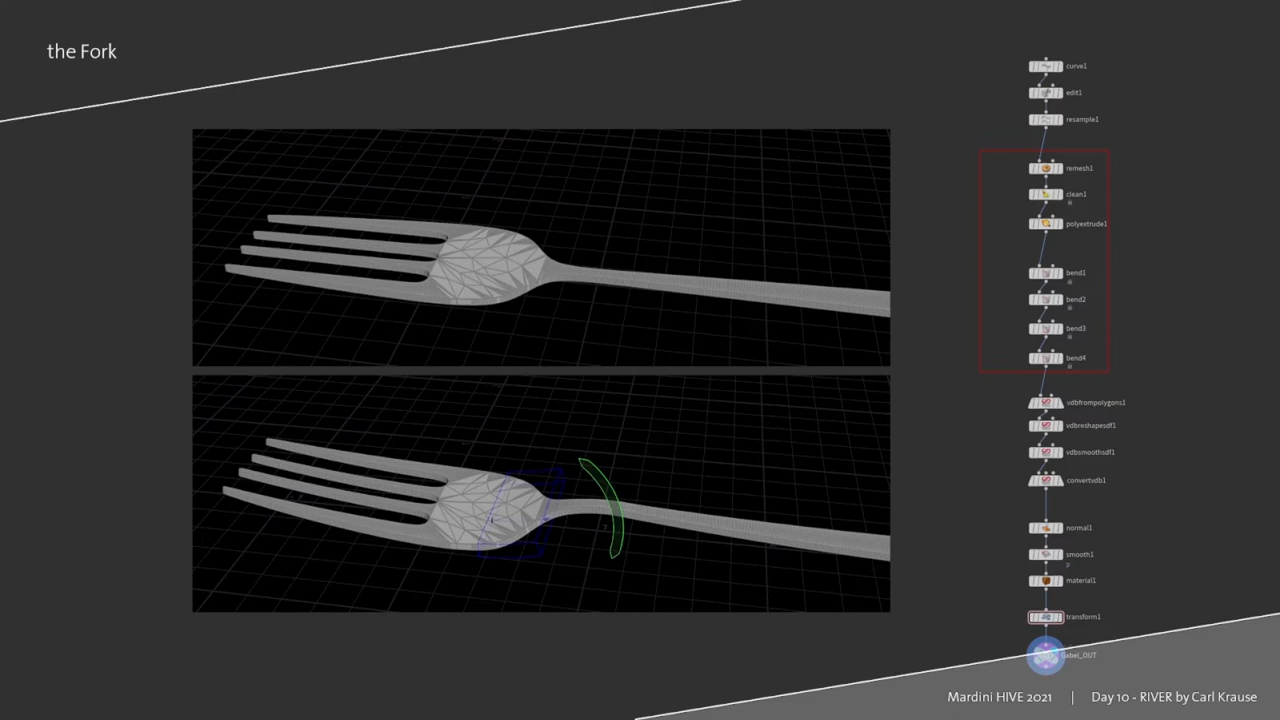 the Fork
curve1
edit1
resample1
remesh1
clean1
polyextrude1
bend1
bend2
bend3
bend4
vdbfrompolygons1
vdbreshapesdf1
vdbsmoothsdf1
convertvdb1
normal1
smooth1
p
material1
transform1
Gabel_OUT
Mardini HIVE 2021 | Day 10 - RIVER by Carl Krause